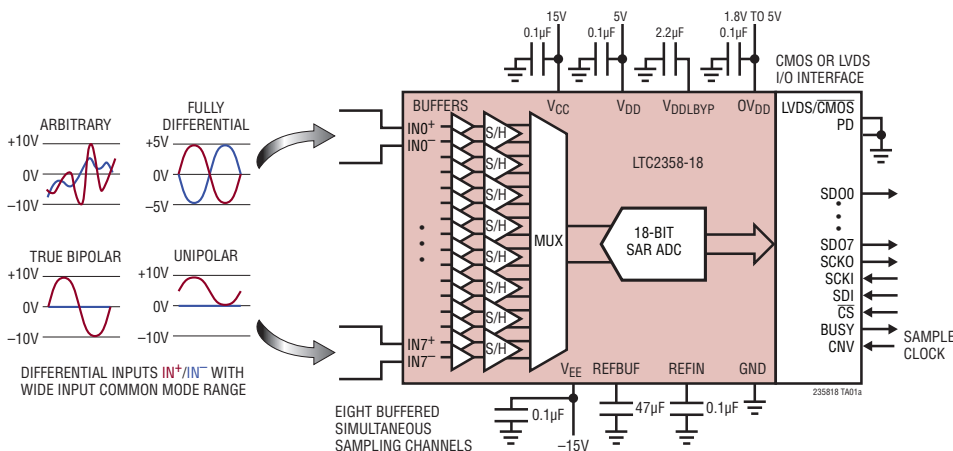 15V
5V
1.8V TO 5V
0.1µF
0.1µF
2.2µF
0.1µF
CMOS OR LVDS
I/O INTERFACE
ARBITRARY
+10V
0V
−10V
FULLY
DIFFERENTIAL
+5V
0V
−5V
TRUE BIPOLAR
+10V
0V
−10V
UNIPOLAR
+10V
0V
−10V
DIFFERENTIAL INPUTS IN+/IN− WITH
WIDE INPUT COMMON MODE RANGE
BUFFERS
VCC
VDD
VDDLBYP
OVDD
IN0+
IN0−
S/H
S/H
S/H
S/H
S/H
S/H
S/H
S/H
IN7+
IN7−
MUX
LTC2358-18
18-BIT
SAR ADC
VEE
REFBUF
REFIN
GND
LVDS/CMOS
PD
SDO0
SDO7
SCKO
SCKI
SDI
CS
BUSY
CNV
SAMPLE
CLOCK
235818 TA01a
EIGHT BUFFERED
SIMULTANEOUS
SAMPLING CHANNELS
0.1µF
−15V
47µF
0.1µF